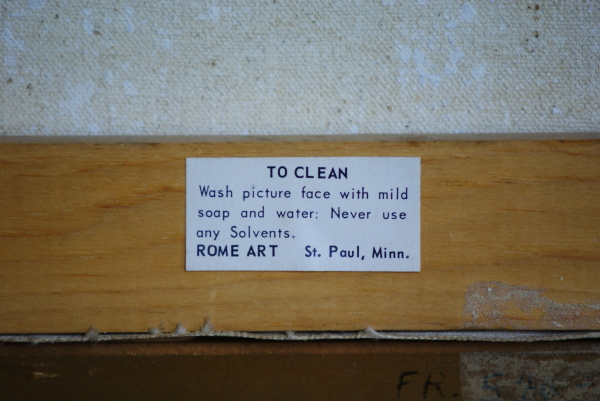 TO CLEAN
Wash picture face with mild
soap and water: Never use
any Solvents.
ROME ART St. Paul, Minn.
FR.